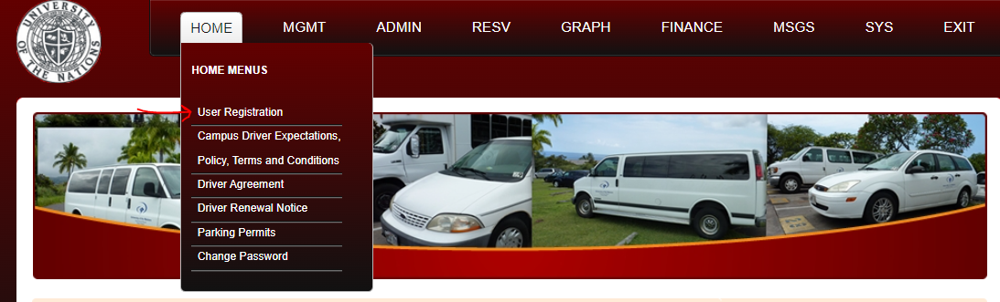 UNIVERSITY
OF THE NATIONS
HOME MGMT ADMIN RESV GRAPH FINANCE MSGS SYS EXIT
HOME MENUS
User Registration
Campus Driver Expectations,
Policy, Terms and Conditions
Driver Agreement
Driver Renewal Notice
Parking Permits
Change Password